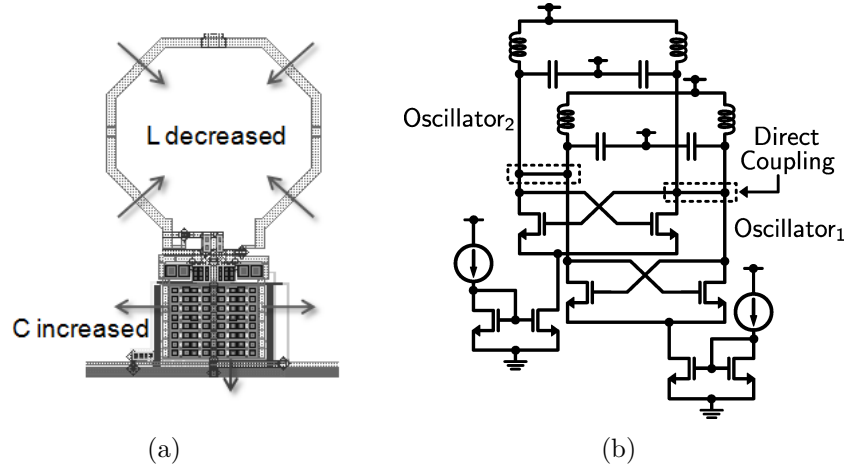 L decreased
C increased
Oscillator₂
Direct
Coupling
Oscillator₁
(a)
(b)